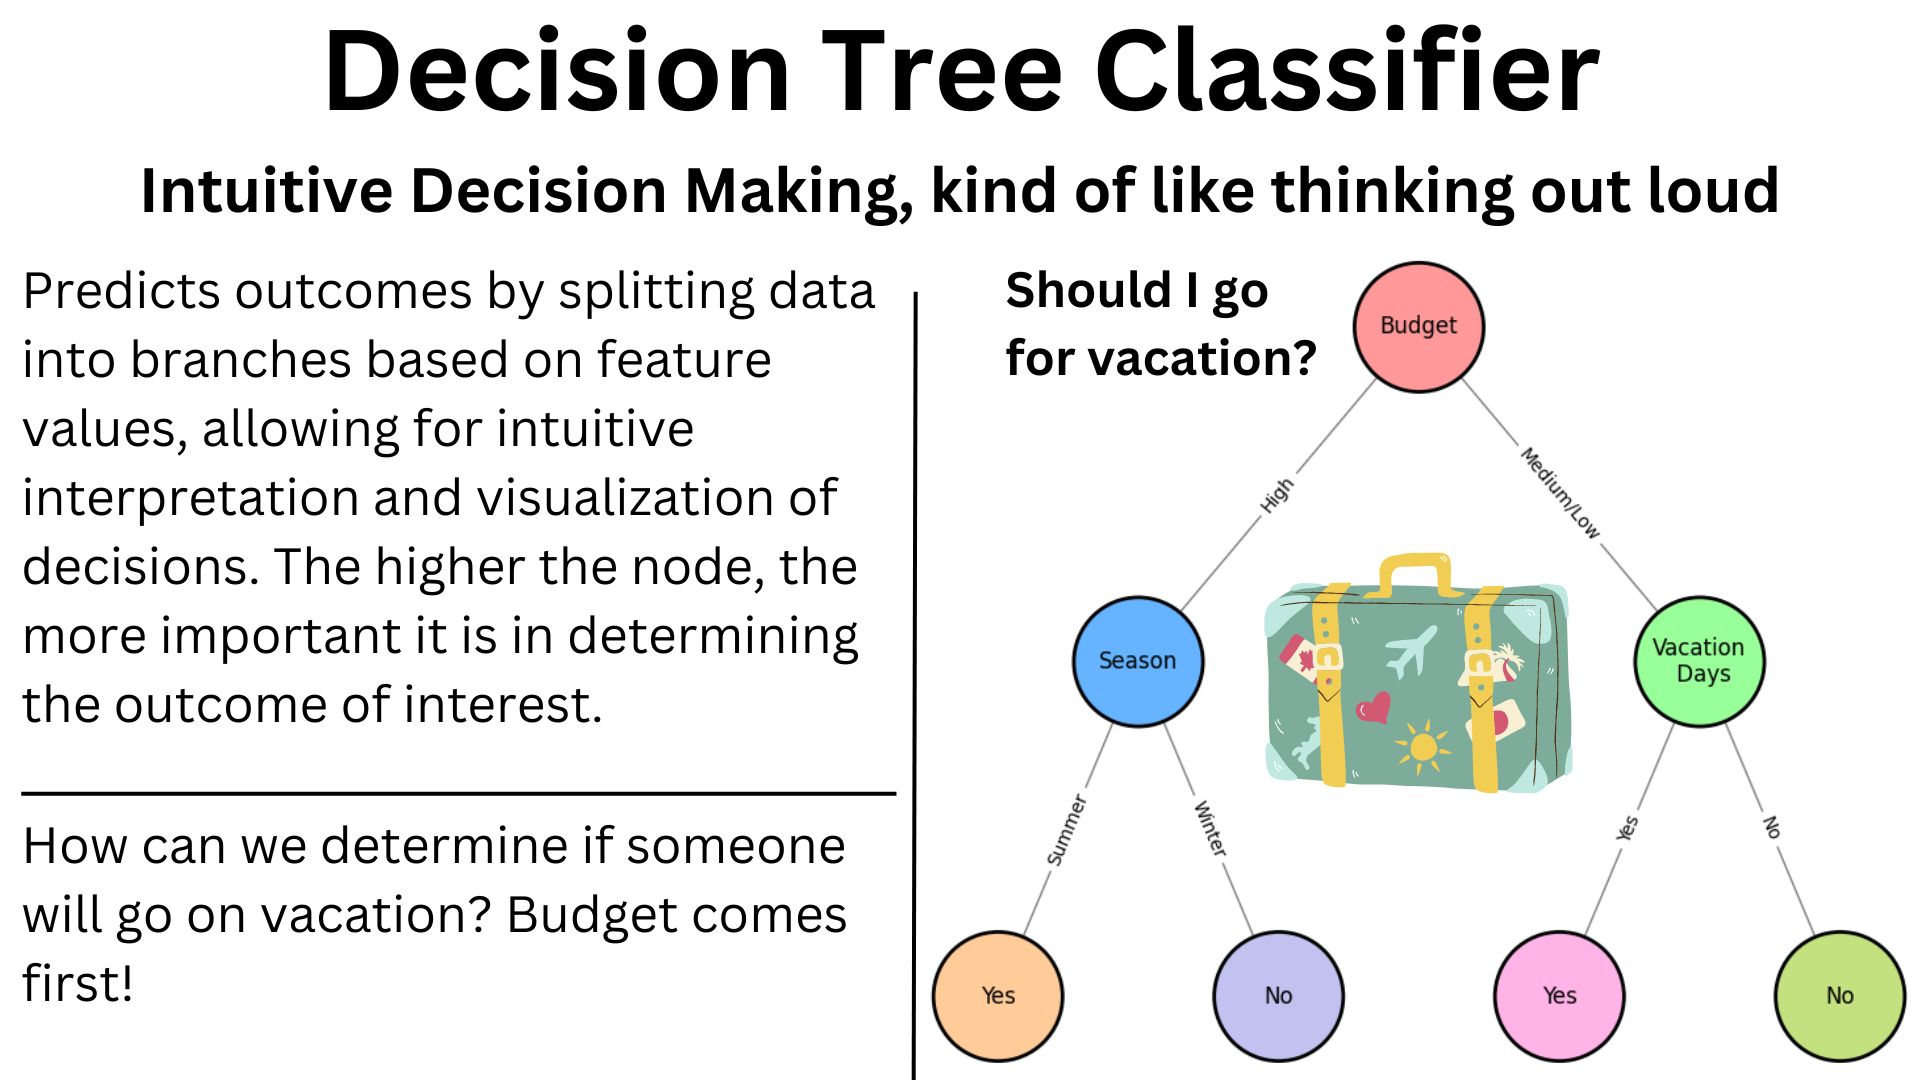 Decision Tree Classifier
Intuitive Decision Making, kind of like thinking out loud
Predicts outcomes by splitting data
into branches based on feature
values, allowing for intuitive
interpretation and visualization of
decisions. The higher the node, the
more important it is in determining
the outcome of interest.
How can we determine if someone
will go on vacation? Budget comes
first!
Should I go
for vacation?
Budget
High
Medium/Low
Season
Vacation
Days
Summer
Winter
Yes
No
Yes
No
Yes
No